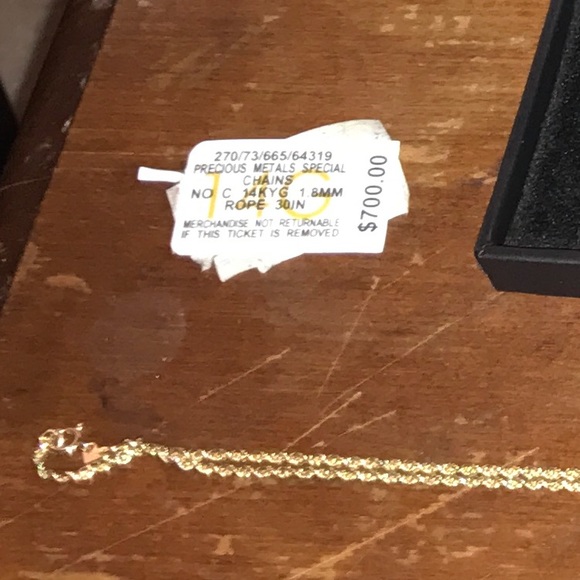 270/73/665/64319
PRECIOUS METALS SPECIAL
CHAINS
NO C 14KYG 1.8MM
ROPE 30IN
MERCHANDISE NOT RETURNABLE
IF THIS TICKET IS REMOVED
$700.00